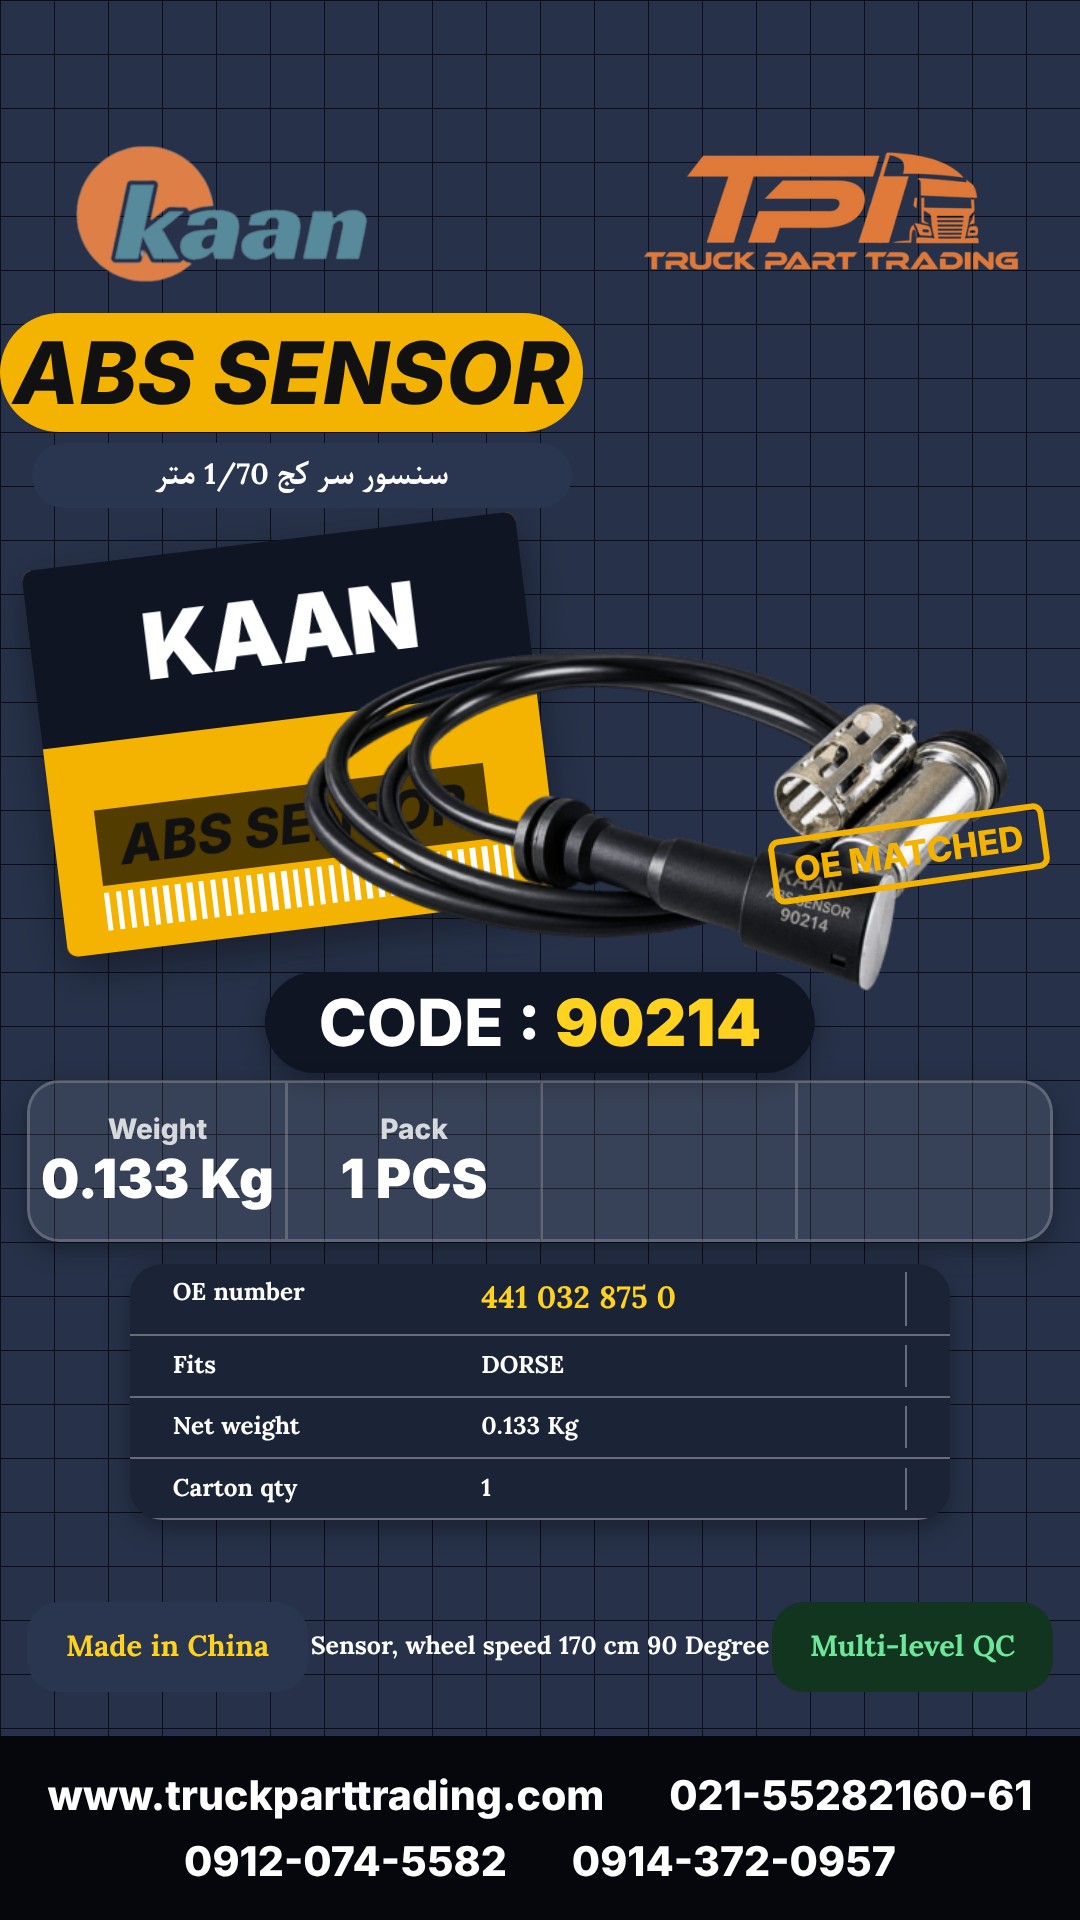 kaan
TPI
TRUCK PART TRADING
ABS SENSOR
سنسور سر کج 1/70 متر
KAAN
ABS SENSOR
OE MATCHED
KAAN
ABS SENSOR
90214
CODE : 90214
Weight
0.133 Kg
Pack
1 PCS
OE number 441 032 875 0
Fits DORSE
Net weight 0.133 Kg
Carton qty 1
Made in China
Sensor, wheel speed 170 cm 90 Degree
Multi-level QC
www.truckparttrading.com 021-55282160-61
0912-074-5582 0914-372-0957